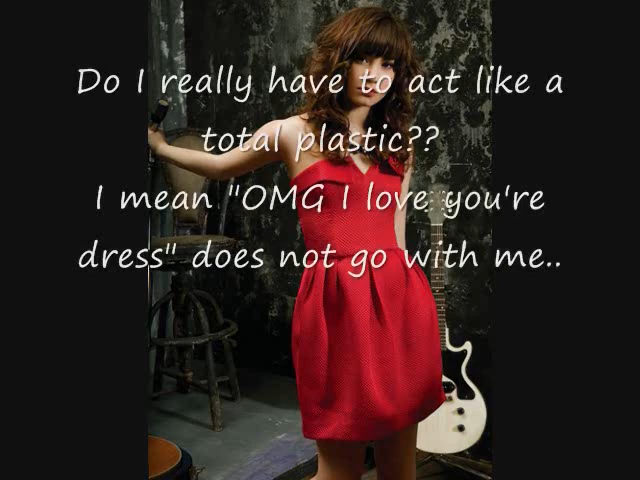 Do I really have to act like a
total plastic??
I mean "OMG I love you're
dress" does not go with me..